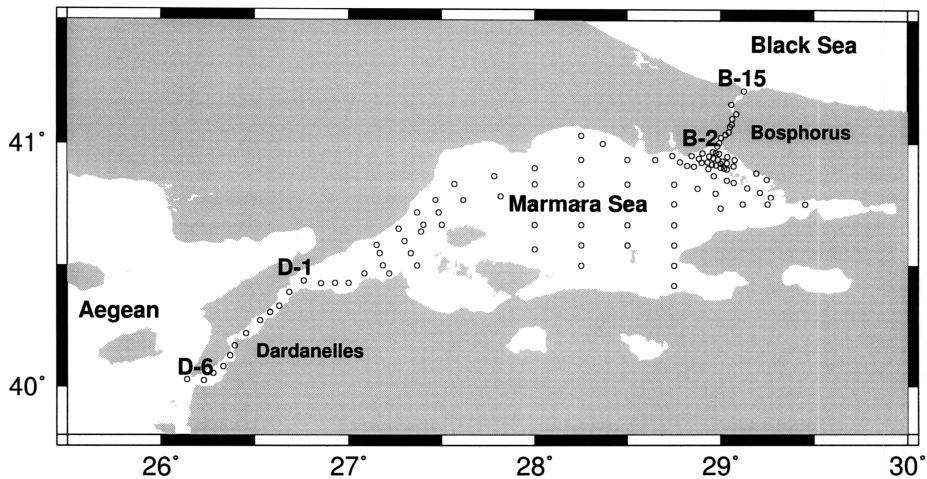 Black Sea
B-15
41°
B-2
Bosphorus
Marmara Sea
D-1
Aegean
Dardanelles
D-6
40°
26°
27°
28°
29°
30°